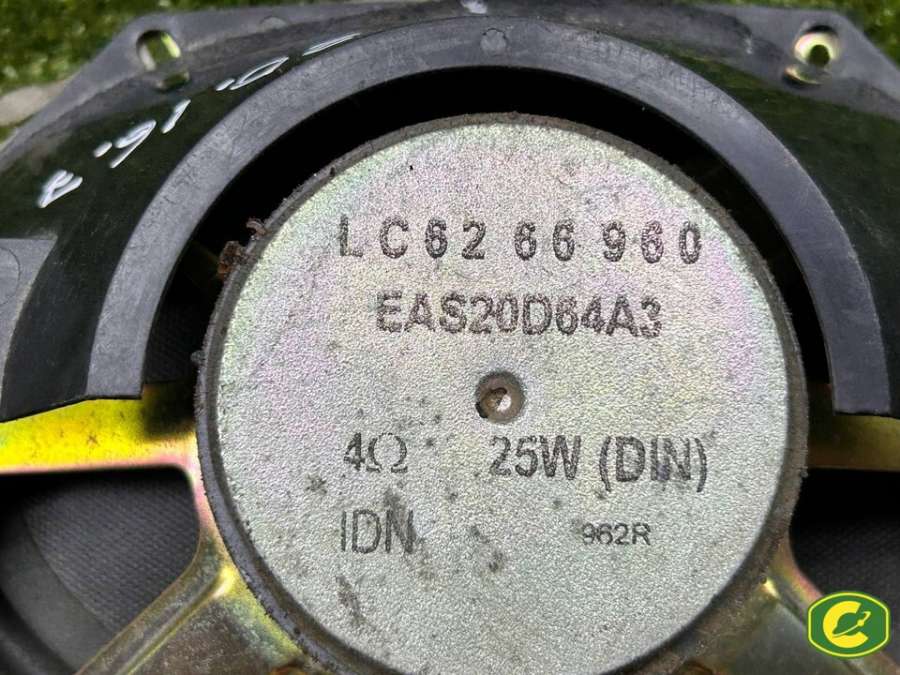 LC62 66 960
EAS20D64A3
4Ω 25W (DIN)
IDN 962R